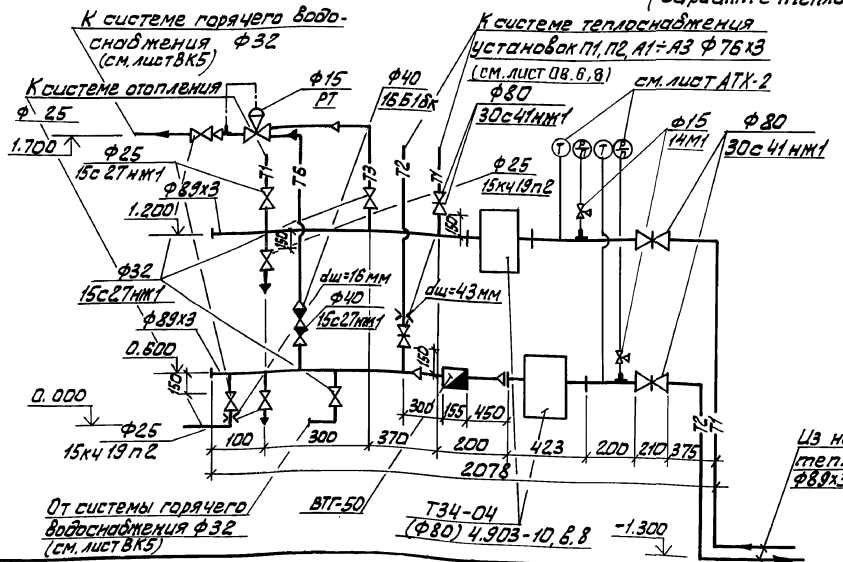 (вариант с тепло
К системе горячего водо-
снабжения Ф32
(см. лист ВК5)
К системе отопления
Ф 25
1.700
Ф15
РТ
Ф40
15Б1бк
К системе теплоснабжения
установок П1, П2, А1÷А3 Ф76х3
(см. лист ОВ.6,8)
Ф80
30с41нж1
см. лист АТХ-2
Ф15
14М1
Ф80
30с41нж1
Ф25
15с27нж1
Ф89х3
1.200
Т1
Т6
Т3
Т2
Т1
Ф25
15кч19п2
Т
Т
150
150
Ф32
15с27нж1
dш=16мм
Ф40
15с27нж1
dш=43мм
Ф89х3
0.600
150
150
0.000
Ф25
15кч19п2
100
300
370
300
155
450
200
423
200
210
375
2078
Т2
Т1
От системы горячего
водоснабжения Ф32
(см. лист ВК5)
ВТГ-50
Т34-04
(Ф80) 4.903-10, в.8
-1.300
Из
Ф89х3